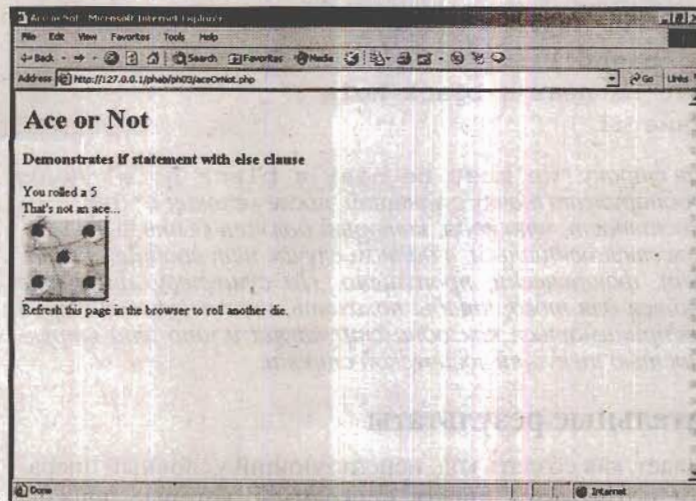 Ace or Not - Microsoft Internet Explorer
File Edit View Favorites Tools Help
Back Search Favorites Media
Address http://127.0.0.1/phab/ph03/aceOrNot.php Go Links
Ace or Not
Demonstrates if statement with else clause
You rolled a 5
That's not an ace...
Refresh this page in the browser to roll another die.
Done Internet